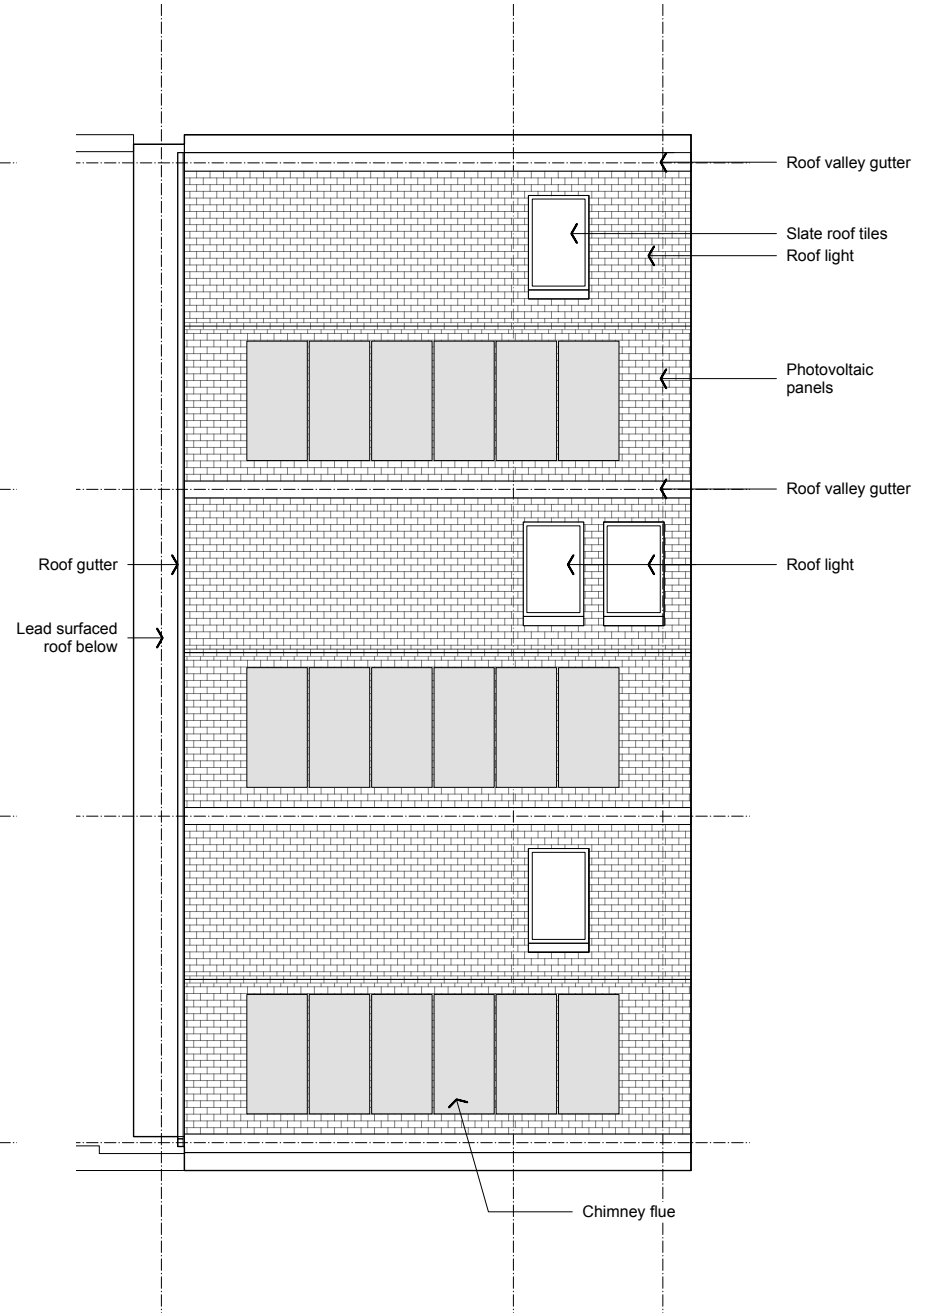 Roof valley gutter
Slate roof tiles
Roof light
Photovoltaic
panels
Roof valley gutter
Roof gutter
Roof light
Lead surfaced
roof below
Chimney flue